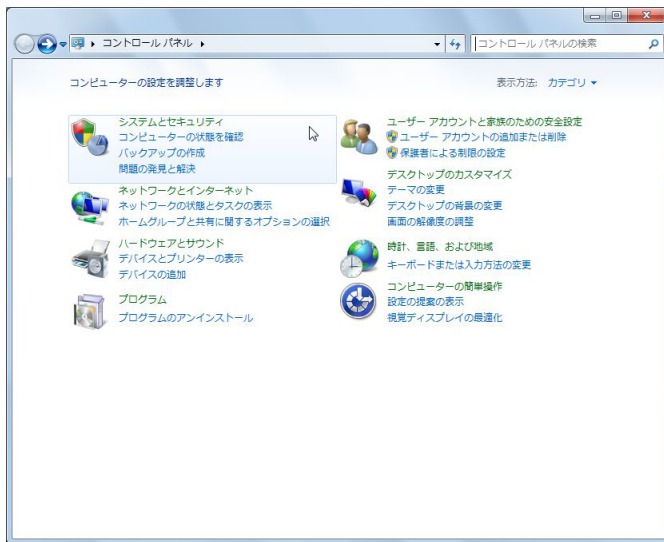 コントロール パネル
コントロール パネルの検索
コンピューターの設定を調整します
表示方法: カテゴリ
システムとセキュリティ
コンピューターの状態を確認
バックアップの作成
問題の発見と解決
ネットワークとインターネット
ネットワークの状態とタスクの表示
ホームグループと共有に関するオプションの選択
ハードウェアとサウンド
デバイスとプリンターの表示
デバイスの追加
プログラム
プログラムのアンインストール
ユーザー アカウントと家族のための安全設定
ユーザー アカウントの追加または削除
保護者による制限の設定
デスクトップのカスタマイズ
テーマの変更
デスクトップの背景の変更
画面の解像度の調整
時計、言語、および地域
キーボードまたは入力方法の変更
コンピューターの簡単操作
設定の提案の表示
視覚ディスプレイの最適化